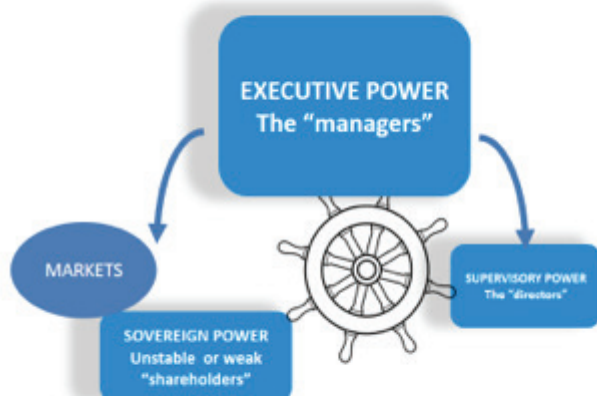 EXECUTIVE POWER
The “managers”
MARKETS
SUPERVISORY POWER
The “directors”
SOVEREIGN POWER
Unstable or weak
“shareholders”